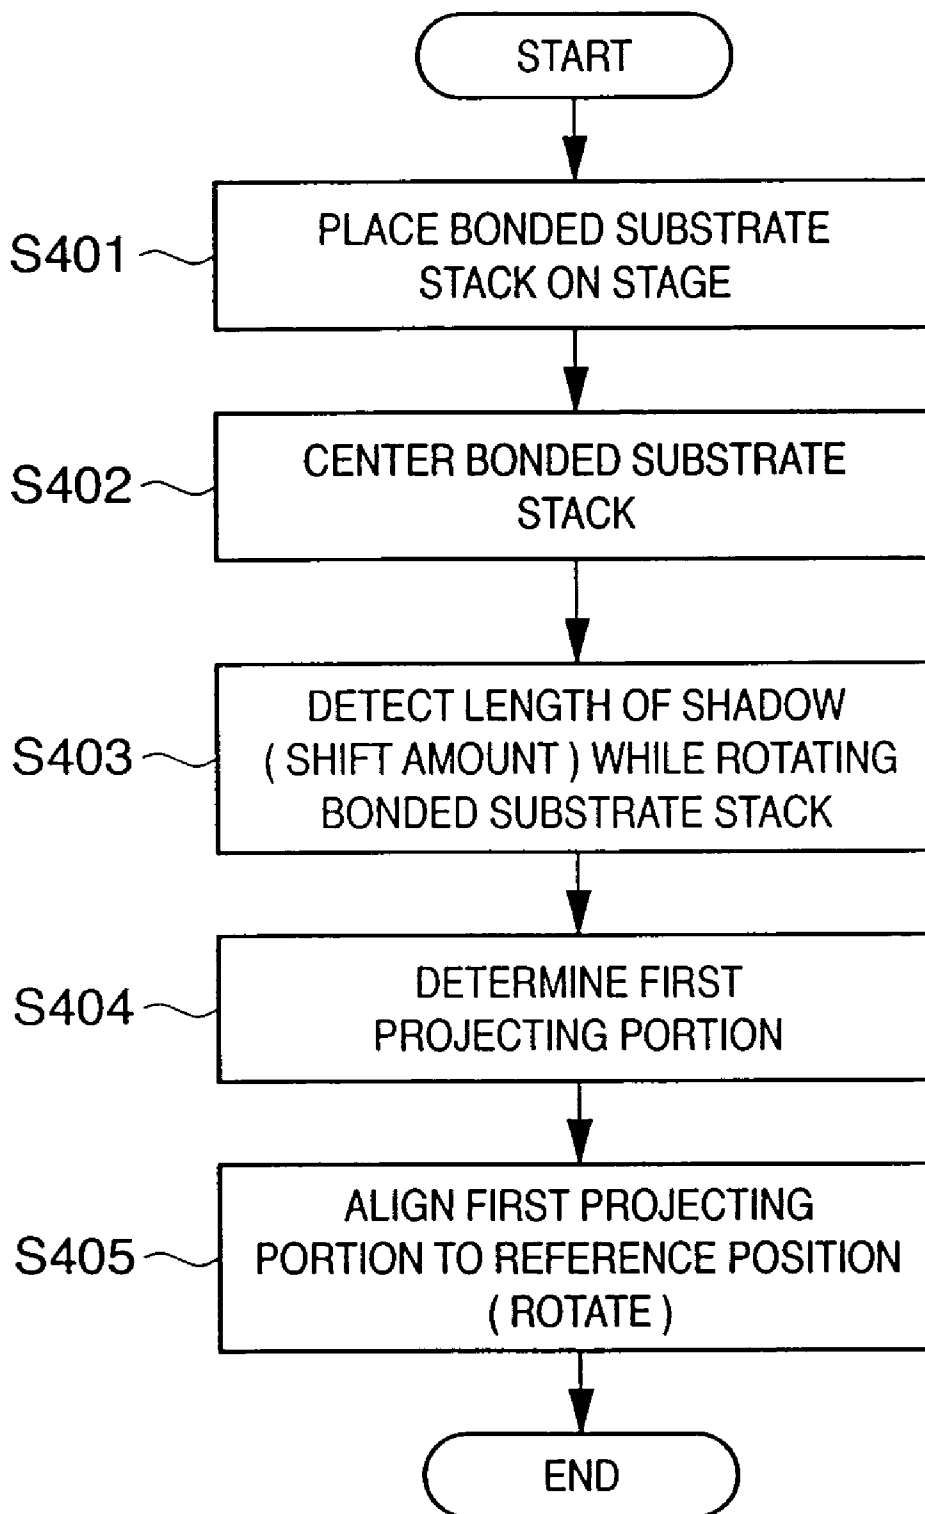 START
S401
PLACE BONDED SUBSTRATE
STACK ON STAGE
S402
CENTER BONDED SUBSTRATE
STACK
S403
DETECT LENGTH OF SHADOW
( SHIFT AMOUNT ) WHILE ROTATING
BONDED SUBSTRATE STACK
S404
DETERMINE FIRST
PROJECTING PORTION
S405
ALIGN FIRST PROJECTING
PORTION TO REFERENCE POSITION
( ROTATE )
END